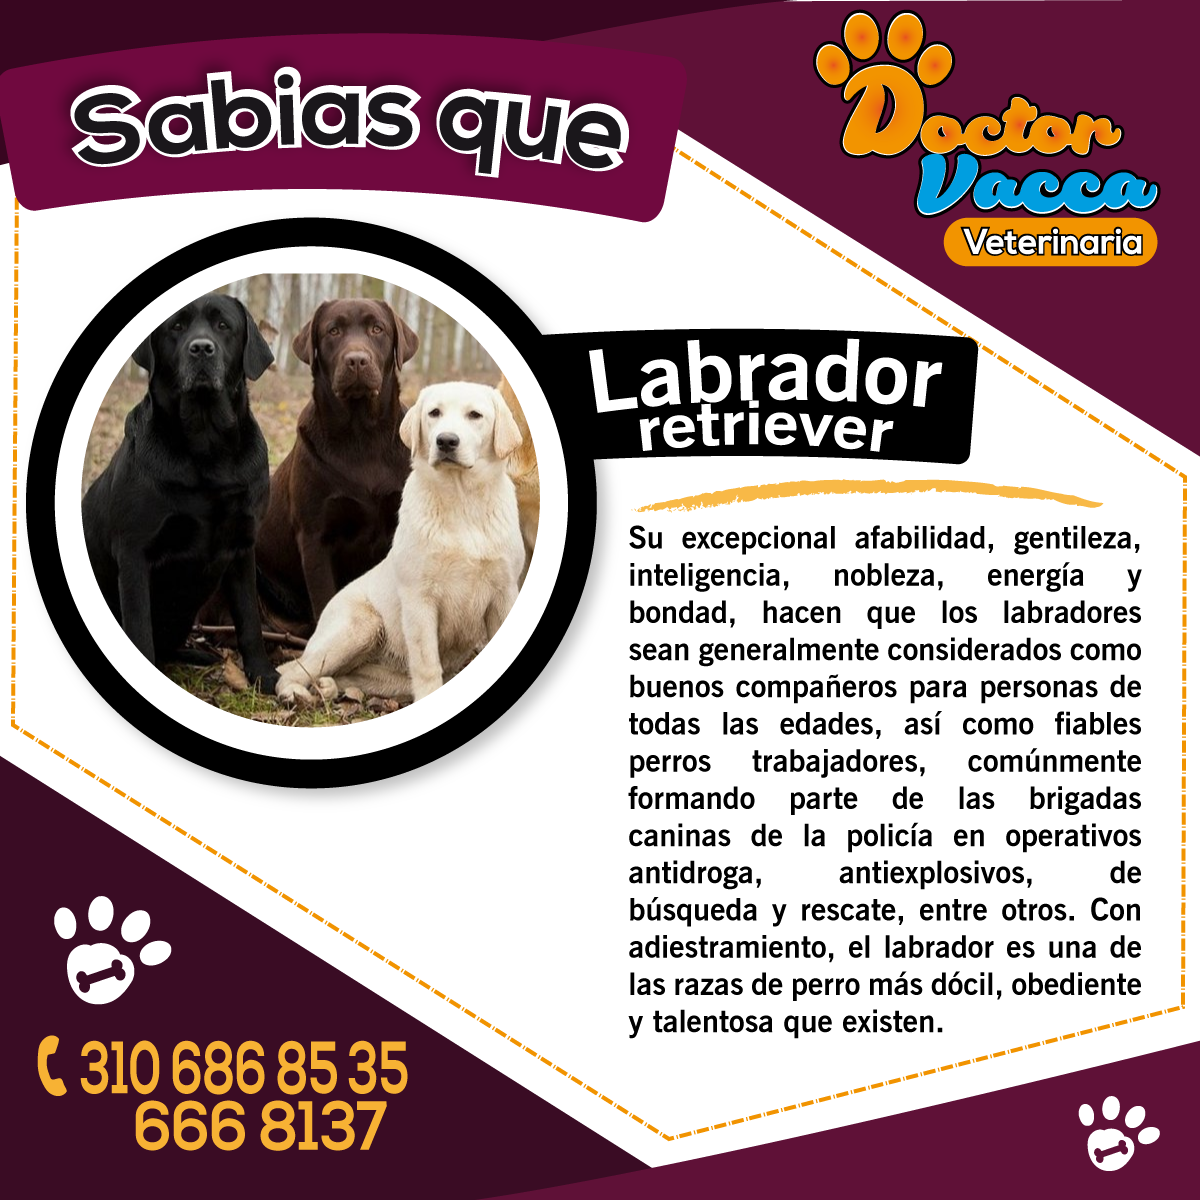 Sabias que
Doctor
Vacca
Veterinaria
Labrador
retriever
Su excepcional afabilidad, gentileza,
inteligencia, nobleza, energía y
bondad, hacen que los labradores
sean generalmente considerados como
buenos compañeros para personas de
todas las edades, así como fiables
perros trabajadores, comúnmente
formando parte de las brigadas
caninas de la policía en operativos
antidroga, antiexplosivos, de
búsqueda y rescate, entre otros. Con
adiestramiento, el labrador es una de
las razas de perro más dócil, obediente
y talentosa que existen.
310 686 85 35
666 8137